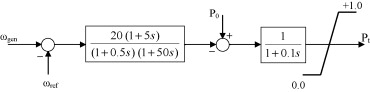 +1.0
P₀
20 (1+5s)
(1+0.5s)(1+50s)
ω_gen
−
ω_ref
−
+
1
1+0.1s
P_t
0.0